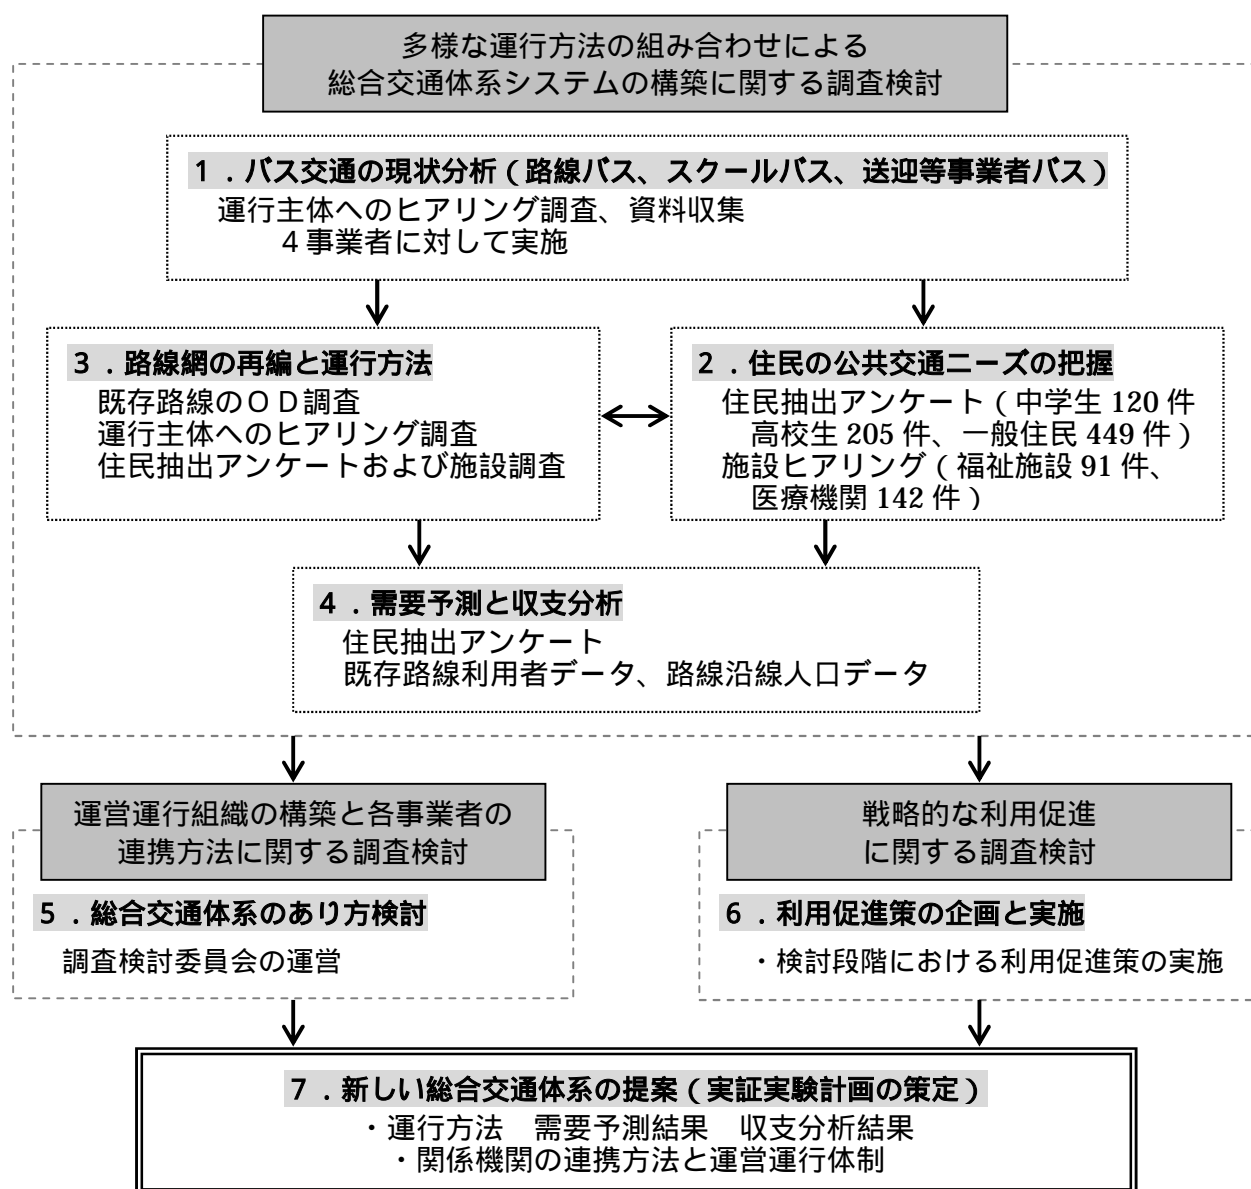 多様な運行方法の組み合わせによる
総合交通体系システムの構築に関する調査検討
１．バス交通の現状分析（路線バス、スクールバス、送迎等事業者バス）
運行主体へのヒアリング調査、資料収集
４事業者に対して実施
３．路線網の再編と運行方法
既存路線のＯＤ調査
運行主体へのヒアリング調査
住民抽出アンケートおよび施設調査
２．住民の公共交通ニーズの把握
住民抽出アンケート（中学生 120 件
高校生 205 件、一般住民 449 件）
施設ヒアリング（福祉施設 91 件、
医療機関 142 件）
４．需要予測と収支分析
住民抽出アンケート
既存路線利用者データ、路線沿線人口データ
運営運行組織の構築と各事業者の
連携方法に関する調査検討
５．総合交通体系のあり方検討
調査検討委員会の運営
戦略的な利用促進
に関する調査検討
６．利用促進策の企画と実施
・検討段階における利用促進策の実施
７．新しい総合交通体系の提案（実証実験計画の策定）
・運行方法　需要予測結果　収支分析結果
・関係機関の連携方法と運営運行体制